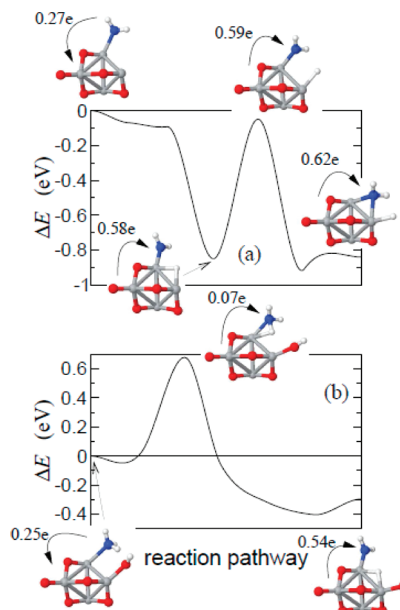 0.27e
0.59e
0
-0.2
-0.4
-0.6
-0.8
-1
ΔE (eV)
0.62e
0.58e
(a)
0.07e
0.6
0.4
0.2
0
-0.2
-0.4
ΔE (eV)
(b)
0.25e
reaction pathway
0.54e